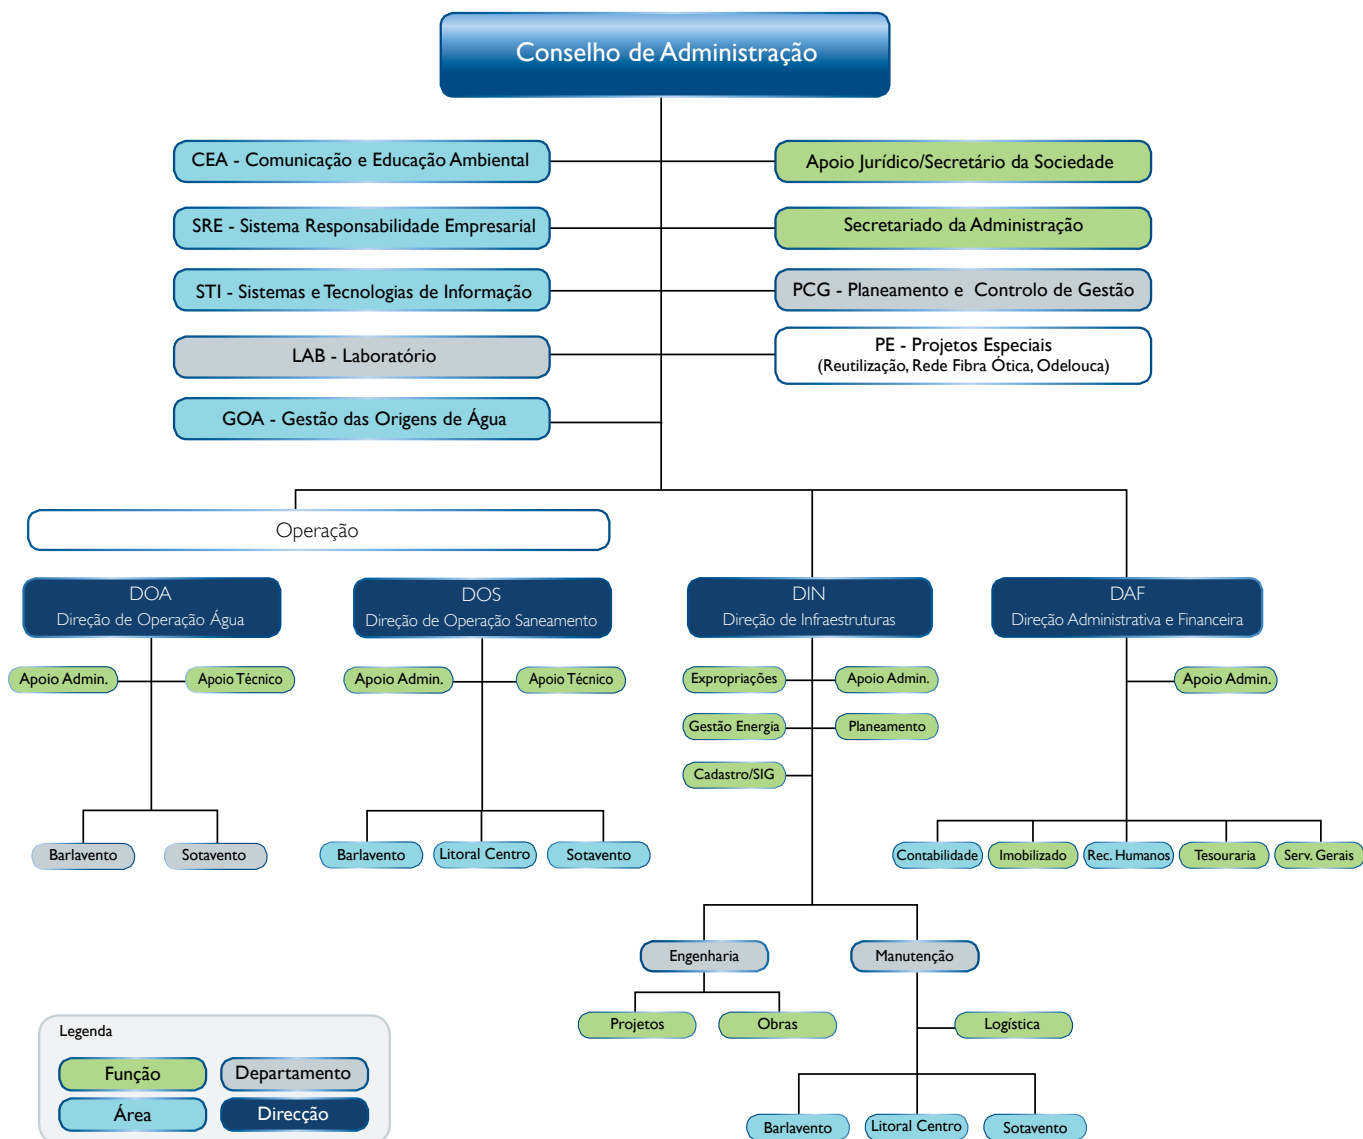 Conselho de Administração
CEA - Comunicação e Educação Ambiental
Apoio Jurídico/Secretário da Sociedade
SRE - Sistema Responsabilidade Empresarial
Secretariado da Administração
STI - Sistemas e Tecnologias de Informação
PCG - Planeamento e Controlo de Gestão
LAB - Laboratório
PE - Projetos Especiais
(Reutilização, Rede Fibra Ótica, Odelouca)
GOA - Gestão das Origens de Água
Operação
DOA
Direção de Operação Água
DOS
Direção de Operação Saneamento
DIN
Direção de Infraestruturas
DAF
Direção Administrativa e Financeira
Apoio Admin.
Apoio Técnico
Apoio Admin.
Apoio Técnico
Expropriações
Apoio Admin.
Apoio Admin.
Gestão Energia
Planeamento
Cadastro/SIG
Barlavento
Sotavento
Barlavento
Litoral Centro
Sotavento
Contabilidade
Imobilizado
Rec. Humanos
Tesouraria
Serv. Gerais
Engenharia
Manutenção
Projetos
Obras
Logística
Barlavento
Litoral Centro
Sotavento
Legenda
Função
Departamento
Área
Direcção